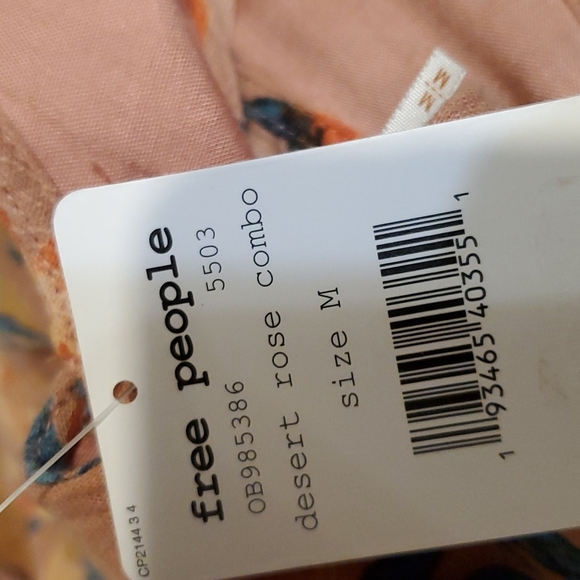 free people
OB985386 5503
desert rose combo
size M
1 93465 40355 1
CP2144 3 4
M
M